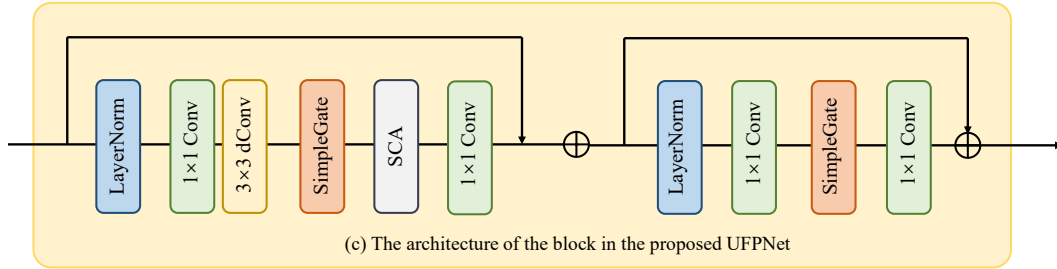 LayerNorm
1×1 Conv
3×3 dConv
SimpleGate
SCA
1×1 Conv
LayerNorm
1×1 Conv
SimpleGate
1×1 Conv
(c) The architecture of the block in the proposed UFPNet